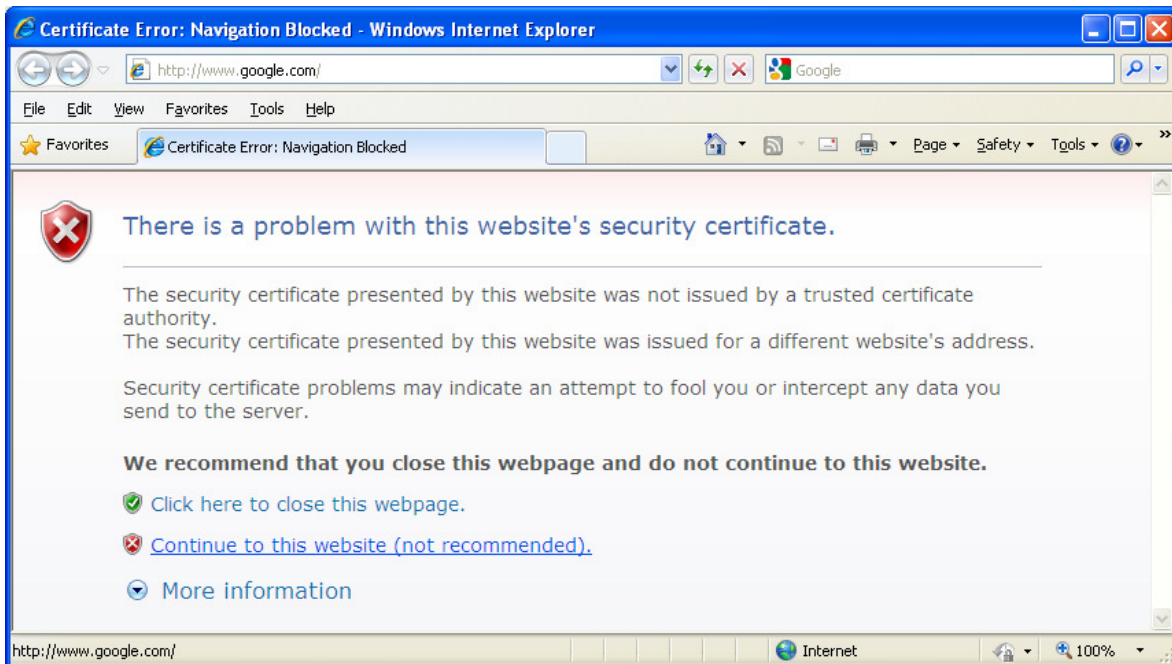 Certificate Error: Navigation Blocked - Windows Internet Explorer
http://www.google.com/
Google
File Edit View Favorites Tools Help
Favorites
Certificate Error: Navigation Blocked
Page Safety Tools
There is a problem with this website's security certificate.
The security certificate presented by this website was not issued by a trusted certificate
authority.
The security certificate presented by this website was issued for a different website's address.
Security certificate problems may indicate an attempt to fool you or intercept any data you
send to the server.
We recommend that you close this webpage and do not continue to this website.
Click here to close this webpage.
Continue to this website (not recommended).
More information
http://www.google.com/
Internet
100%